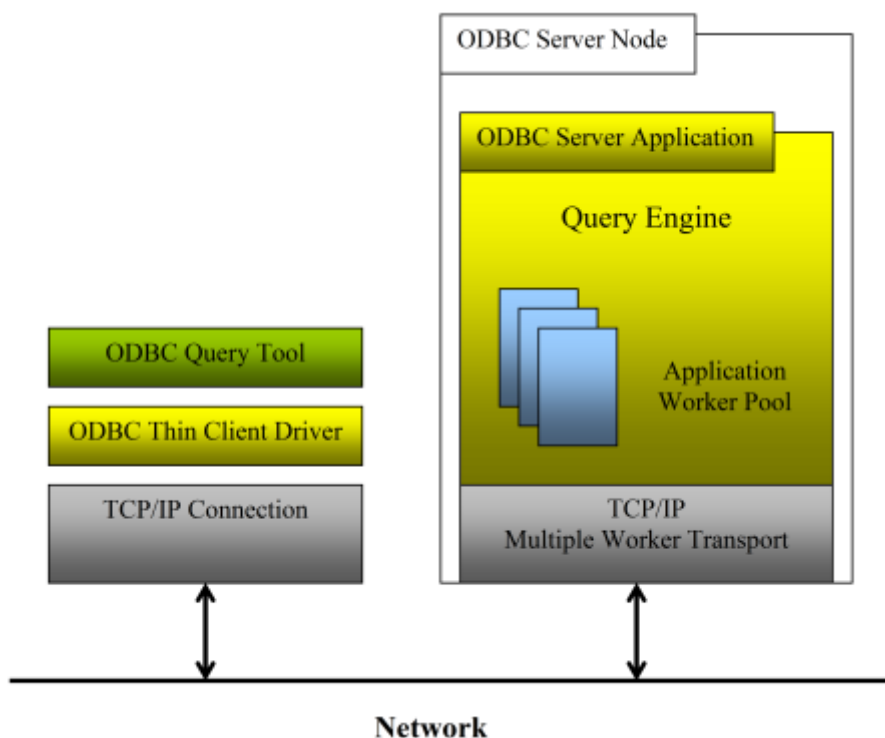 ODBC Server Node
ODBC Server Application
Query Engine
Application
Worker Pool
TCP/IP
Multiple Worker Transport
ODBC Query Tool
ODBC Thin Client Driver
TCP/IP Connection
Network